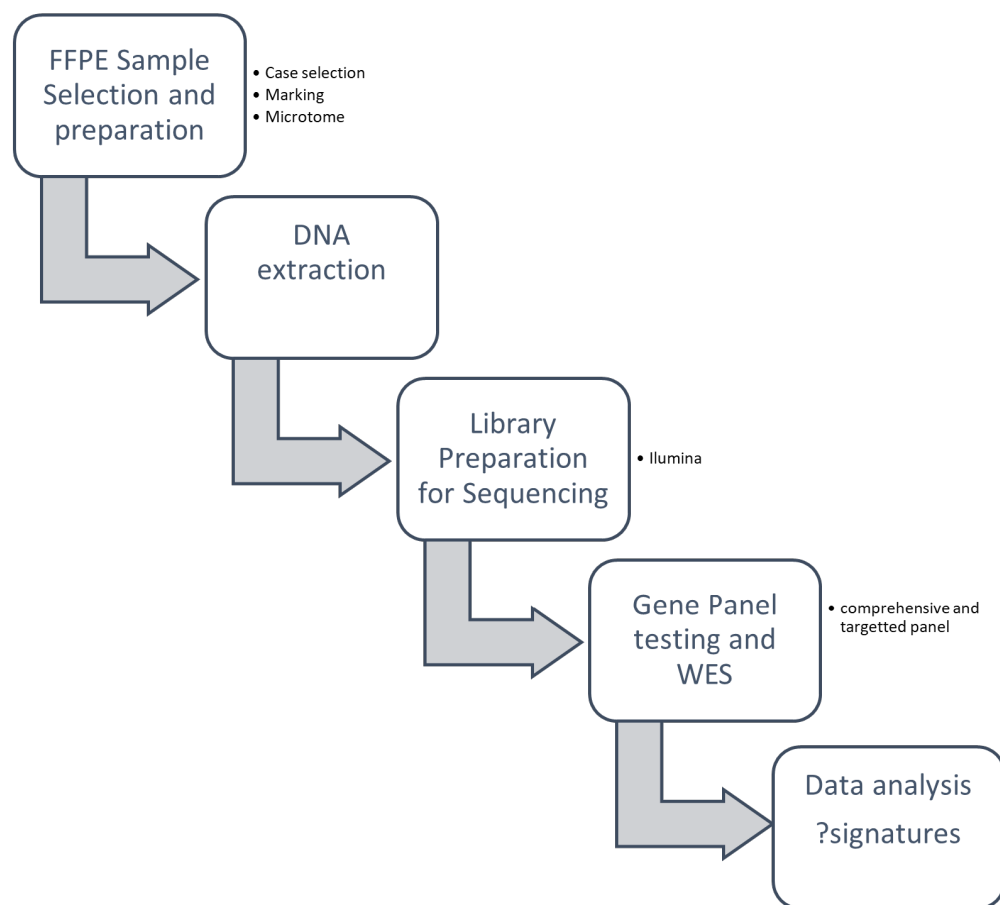 FFPE Sample
Selection and
preparation
• Case selection
• Marking
• Microtome
DNA
extraction
Library
Preparation
for Sequencing
• Ilumina
Gene Panel
testing and
WES
• comprehensive and
targetted panel
Data analysis
?signatures